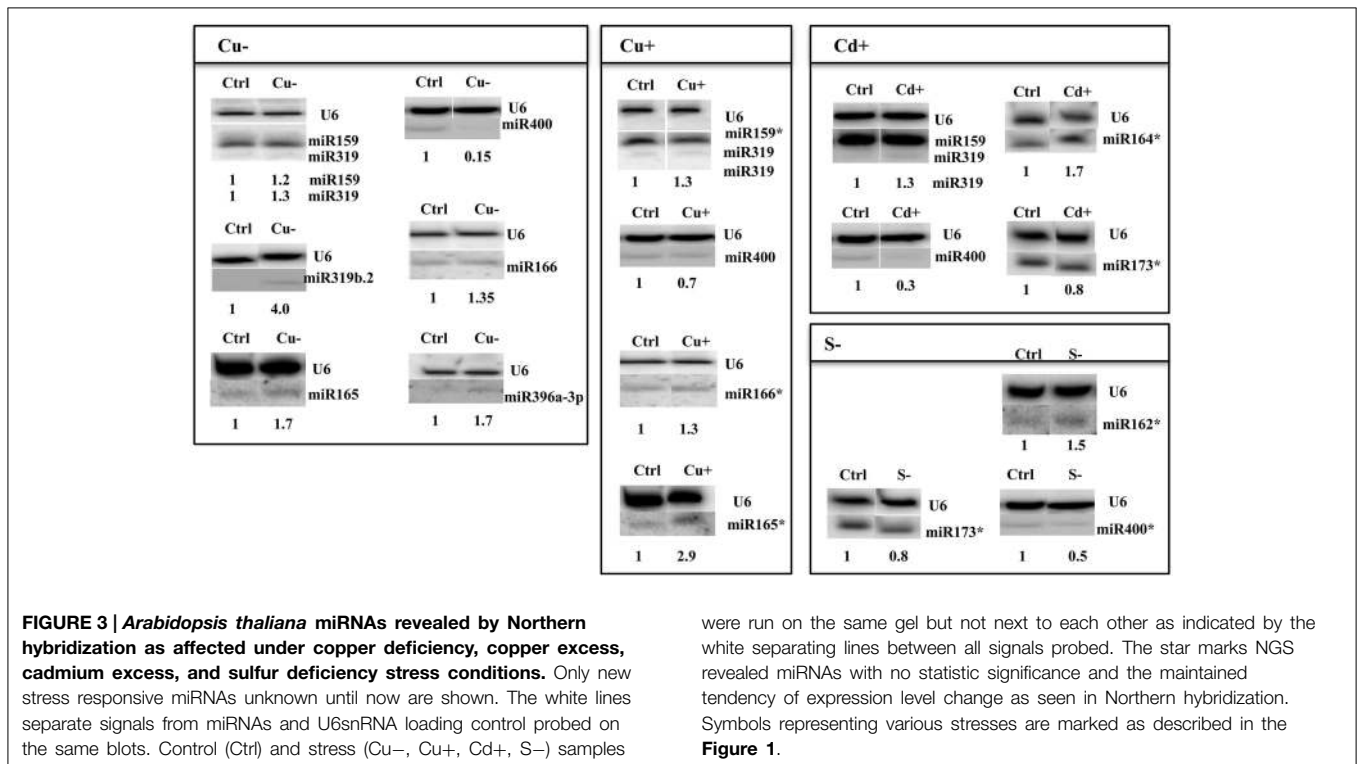 Cu-
Ctrl Cu-
U6
miR159
miR319
1 1.2 miR159
1 1.3 miR319
Ctrl Cu-
U6
miR400
1 0.15
Ctrl Cu-
U6
miR319b.2
1 4.0
Ctrl Cu-
U6
miR166
1 1.35
Ctrl Cu-
U6
miR165
1 1.7
Ctrl Cu-
U6
miR396a-3p
1 1.7
Cu+
Ctrl Cu+
U6
miR159*
miR319
miR319
1 1.3
Ctrl Cu+
U6
miR400
1 0.7
Ctrl Cu+
U6
miR166*
1 1.3
Ctrl Cu+
U6
miR165*
1 2.9
Cd+
Ctrl Cd+
U6
miR159
miR319
1 1.3 miR319
Ctrl Cd+
U6
miR164*
1 1.7
Ctrl Cd+
U6
miR400
1 0.3
Ctrl Cd+
U6
miR173*
1 0.8
S-
Ctrl S-
U6
miR162*
1 1.5
Ctrl S-
U6
miR173*
1 0.8
Ctrl S-
U6
miR400*
1 0.5
FIGURE 3 | Arabidopsis thaliana miRNAs revealed by Northern
hybridization as affected under copper deficiency, copper excess,
cadmium excess, and sulfur deficiency stress conditions. Only new
stress responsive miRNAs unknown until now are shown. The white lines
separate signals from miRNAs and U6snRNA loading control probed on
the same blots. Control (Ctrl) and stress (Cu−, Cu+, Cd+, S−) samples
were run on the same gel but not next to each other as indicated by the
white separating lines between all signals probed. The star marks NGS
revealed miRNAs with no statistic significance and the maintained
tendency of expression level change as seen in Northern hybridization.
Symbols representing various stresses are marked as described in the
Figure 1.